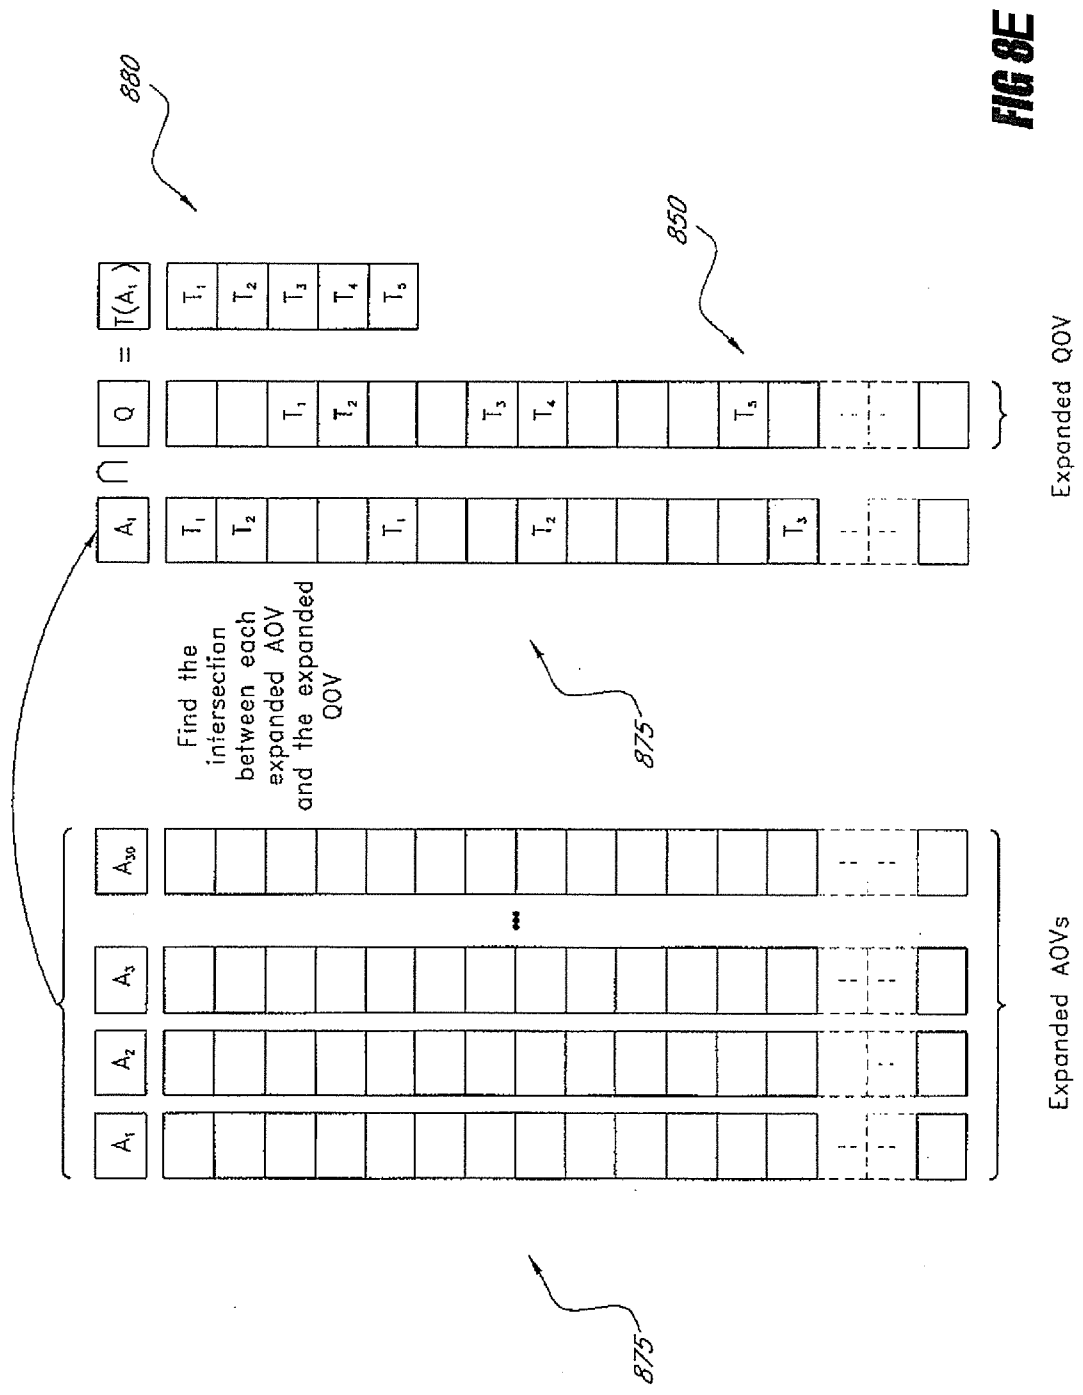 A₁ A₂ A₃ ••• A₃₀
Expanded AOVs
875
Find the
intersection
between each
expanded AOV
and the expanded
QOV
A₁ ∩ Q = T(A₁)
T₁
T₂
T₁
T₂
T₃
875
T₁
T₂
T₃
T₄
T₅
Expanded QOV
850
T₁
T₂
T₃
T₄
T₅
880
FIG 8E